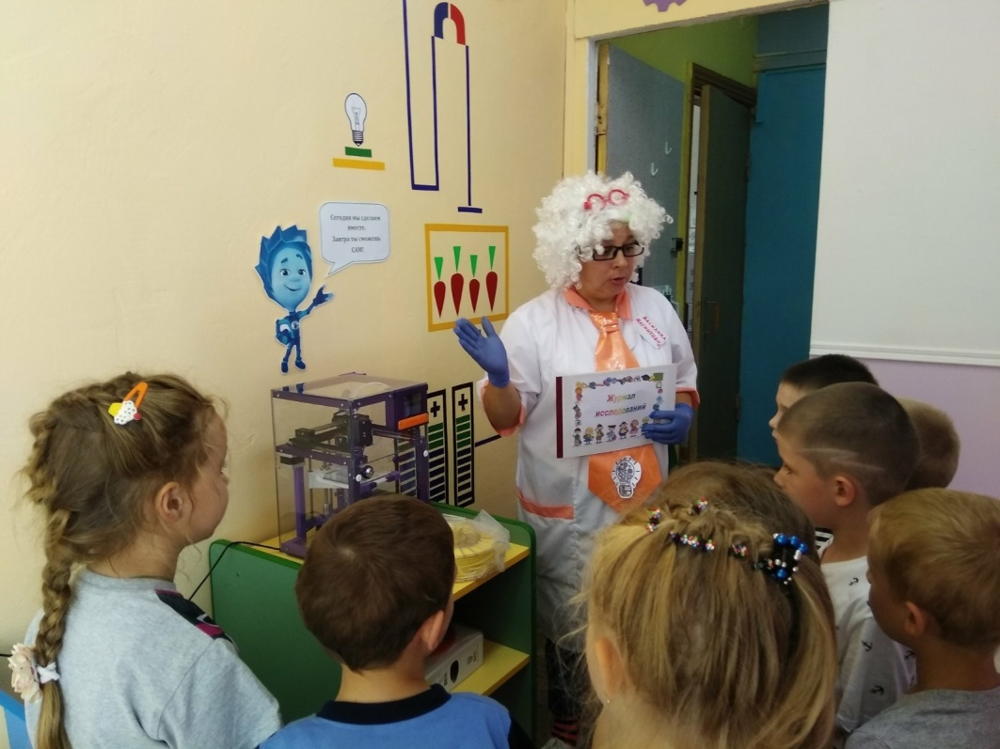 Сегодня мы сделаем
вместе.
Завтра ты сможешь
САМ!
Журнал
исследований